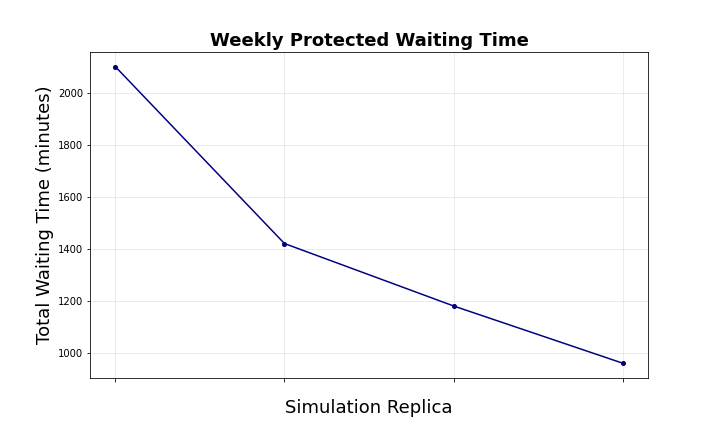 Weekly Protected Waiting Time
Total Waiting Time (minutes)
2000
1800
1600
1400
1200
1000
Simulation Replica